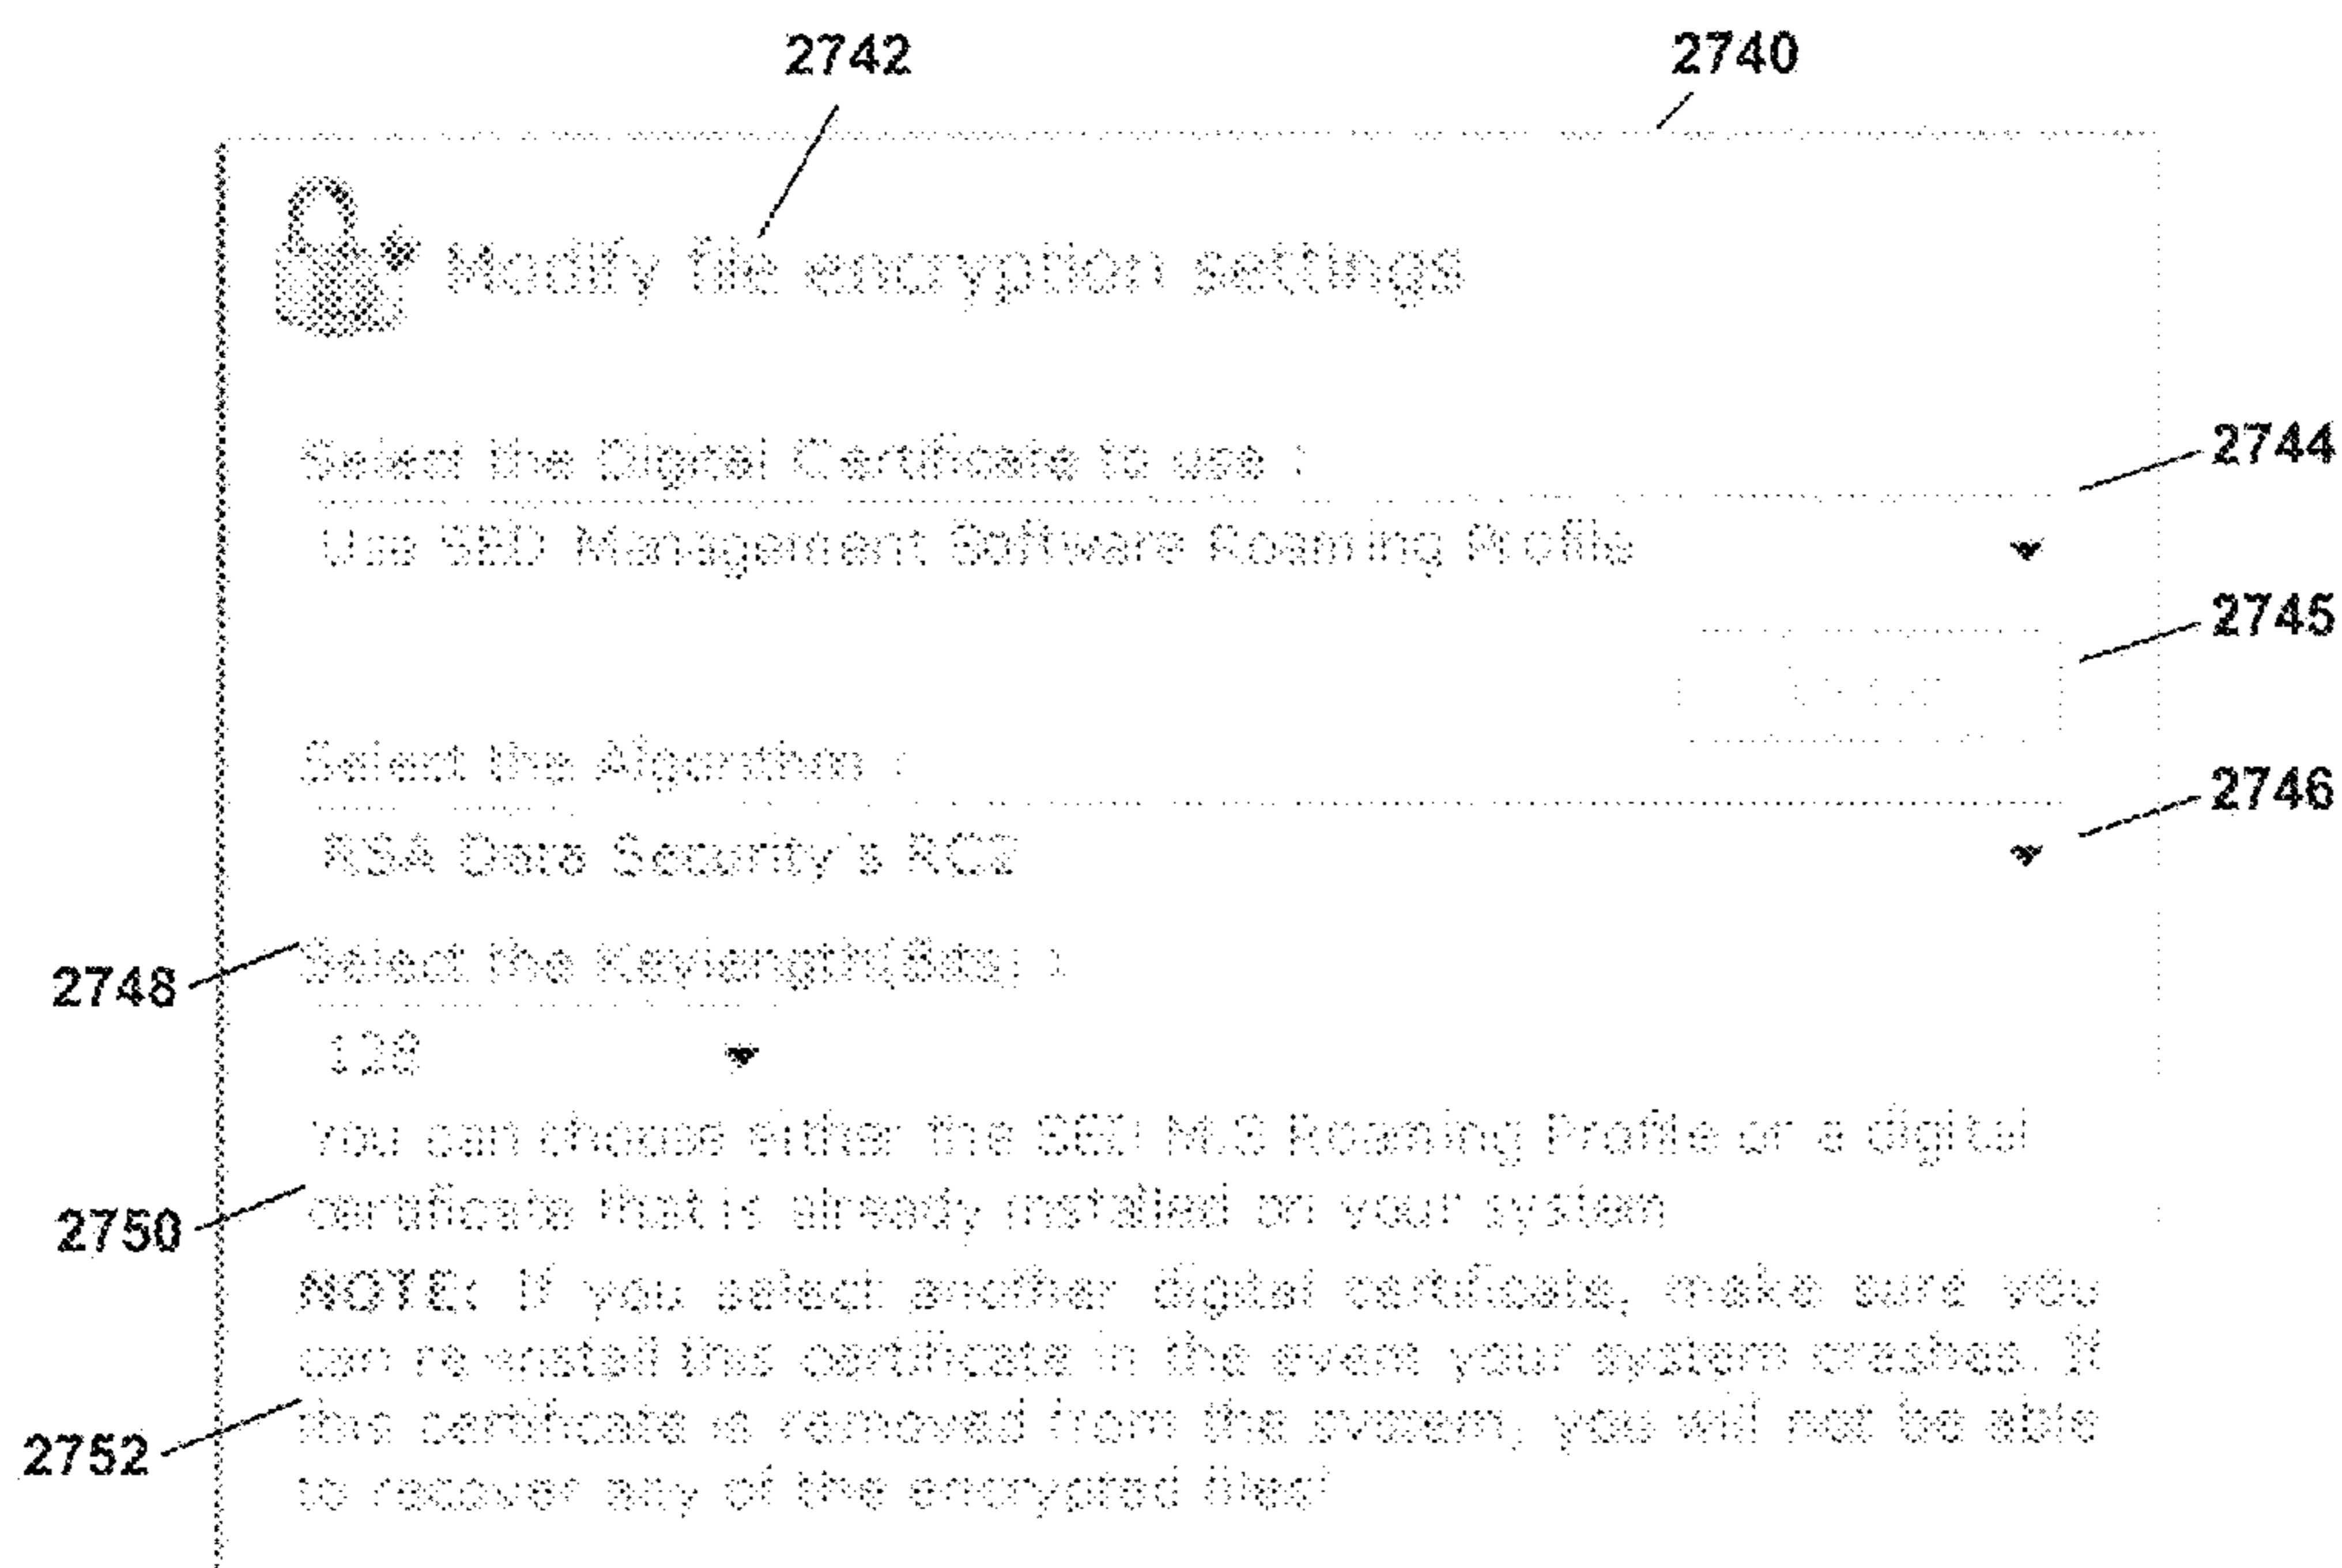 2742
2740
Modify file encryption settings
Select the Digital Certificate to use :
2744
Use SED Management Software Roaming Profile
2745
Select the Algorithm :
2746
RSA Data Security's RC2
2748
Select the Keylength(Bits) :
128
You can choose either the SED M.S Roaming Profile or a digital
2750
certificate that is already installed on your system
NOTE: If you select another digital certificate, make sure you
can re-install this certificate in the event your system crashes. If
2752
this certificate is removed from the system, you will not be able
to recover any of the encrypted files!